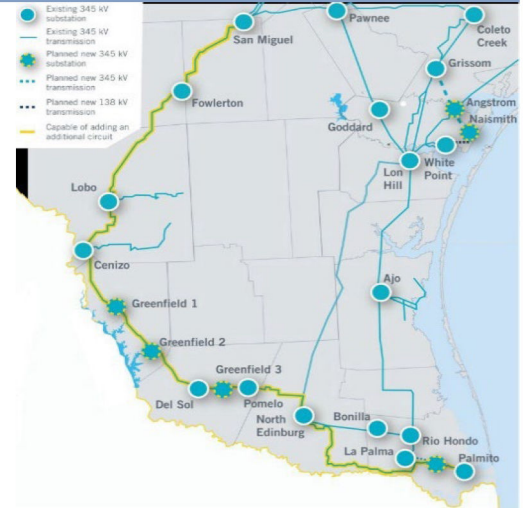 Existing 345 kV
substation
Existing 345 kV
transmission
Planned new 345 kV
substation
Planned new 345 kV
transmission
Planned new 138 kV
transmission
Capable of adding an
additional circuit
San Miguel
Pawnee
Coleto
Creek
Grissom
Fowlerton
Angstrom
Naismith
Goddard
Lon
Hill
White
Point
Lobo
Cenizo
Ajo
Greenfield 1
Greenfield 2
Greenfield 3
Del Sol
Pomelo
North
Edinburg
Bonilla
Rio Hondo
La Palma
Palmito